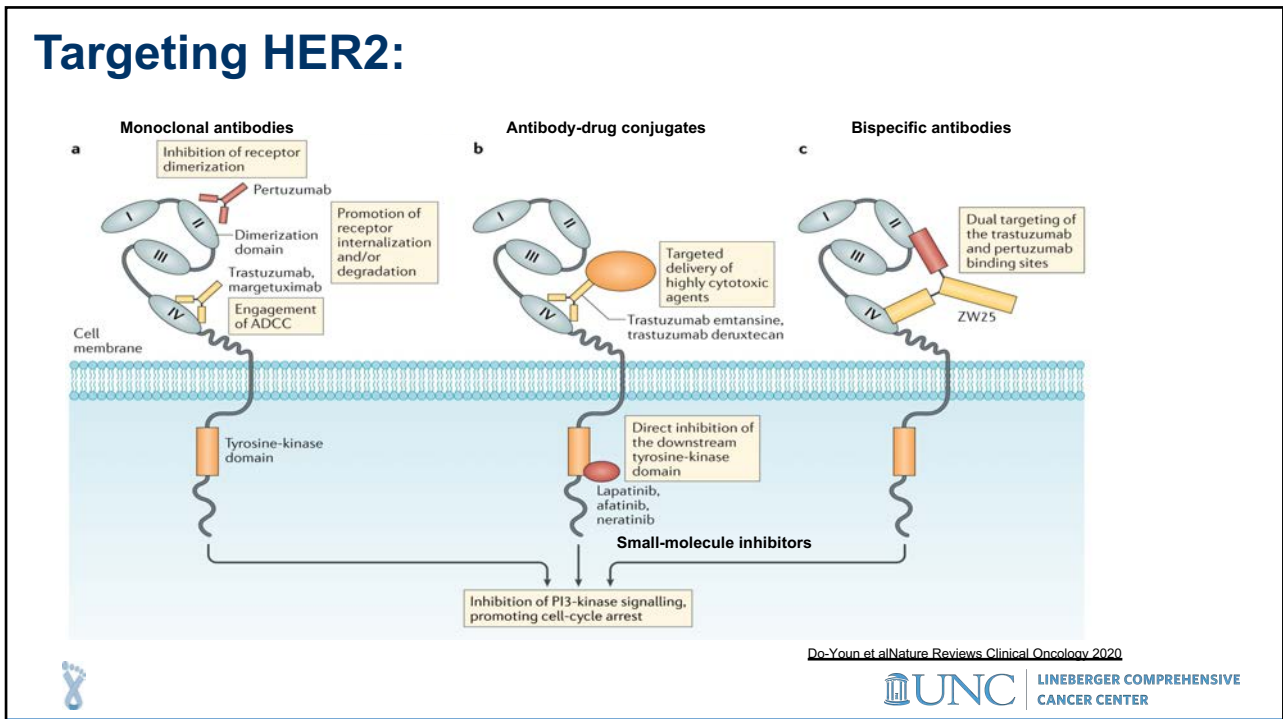 Targeting HER2:
Monoclonal antibodies
a
Inhibition of receptor
dimerization
Pertuzumab
I
II
III
IV
Dimerization
domain
Promotion of
receptor
internalization
and/or
degradation
Trastuzumab,
margetuximab
Engagement
of ADCC
Cell
membrane
Tyrosine-kinase
domain
Antibody-drug conjugates
b
I
II
III
IV
Targeted
delivery of
highly cytotoxic
agents
Trastuzumab emtansine,
trastuzumab deruxtecan
Direct inhibition of
the downstream
tyrosine-kinase
domain
Lapatinib,
afatinib,
neratinib
Small-molecule inhibitors
Bispecific antibodies
c
I
II
III
IV
Dual targeting of
the trastuzumab
and pertuzumab
binding sites
ZW25
Inhibition of PI3-kinase signalling,
promoting cell-cycle arrest
Do-Youn et alNature Reviews Clinical Oncology 2020
UNC
LINEBERGER COMPREHENSIVE
CANCER CENTER